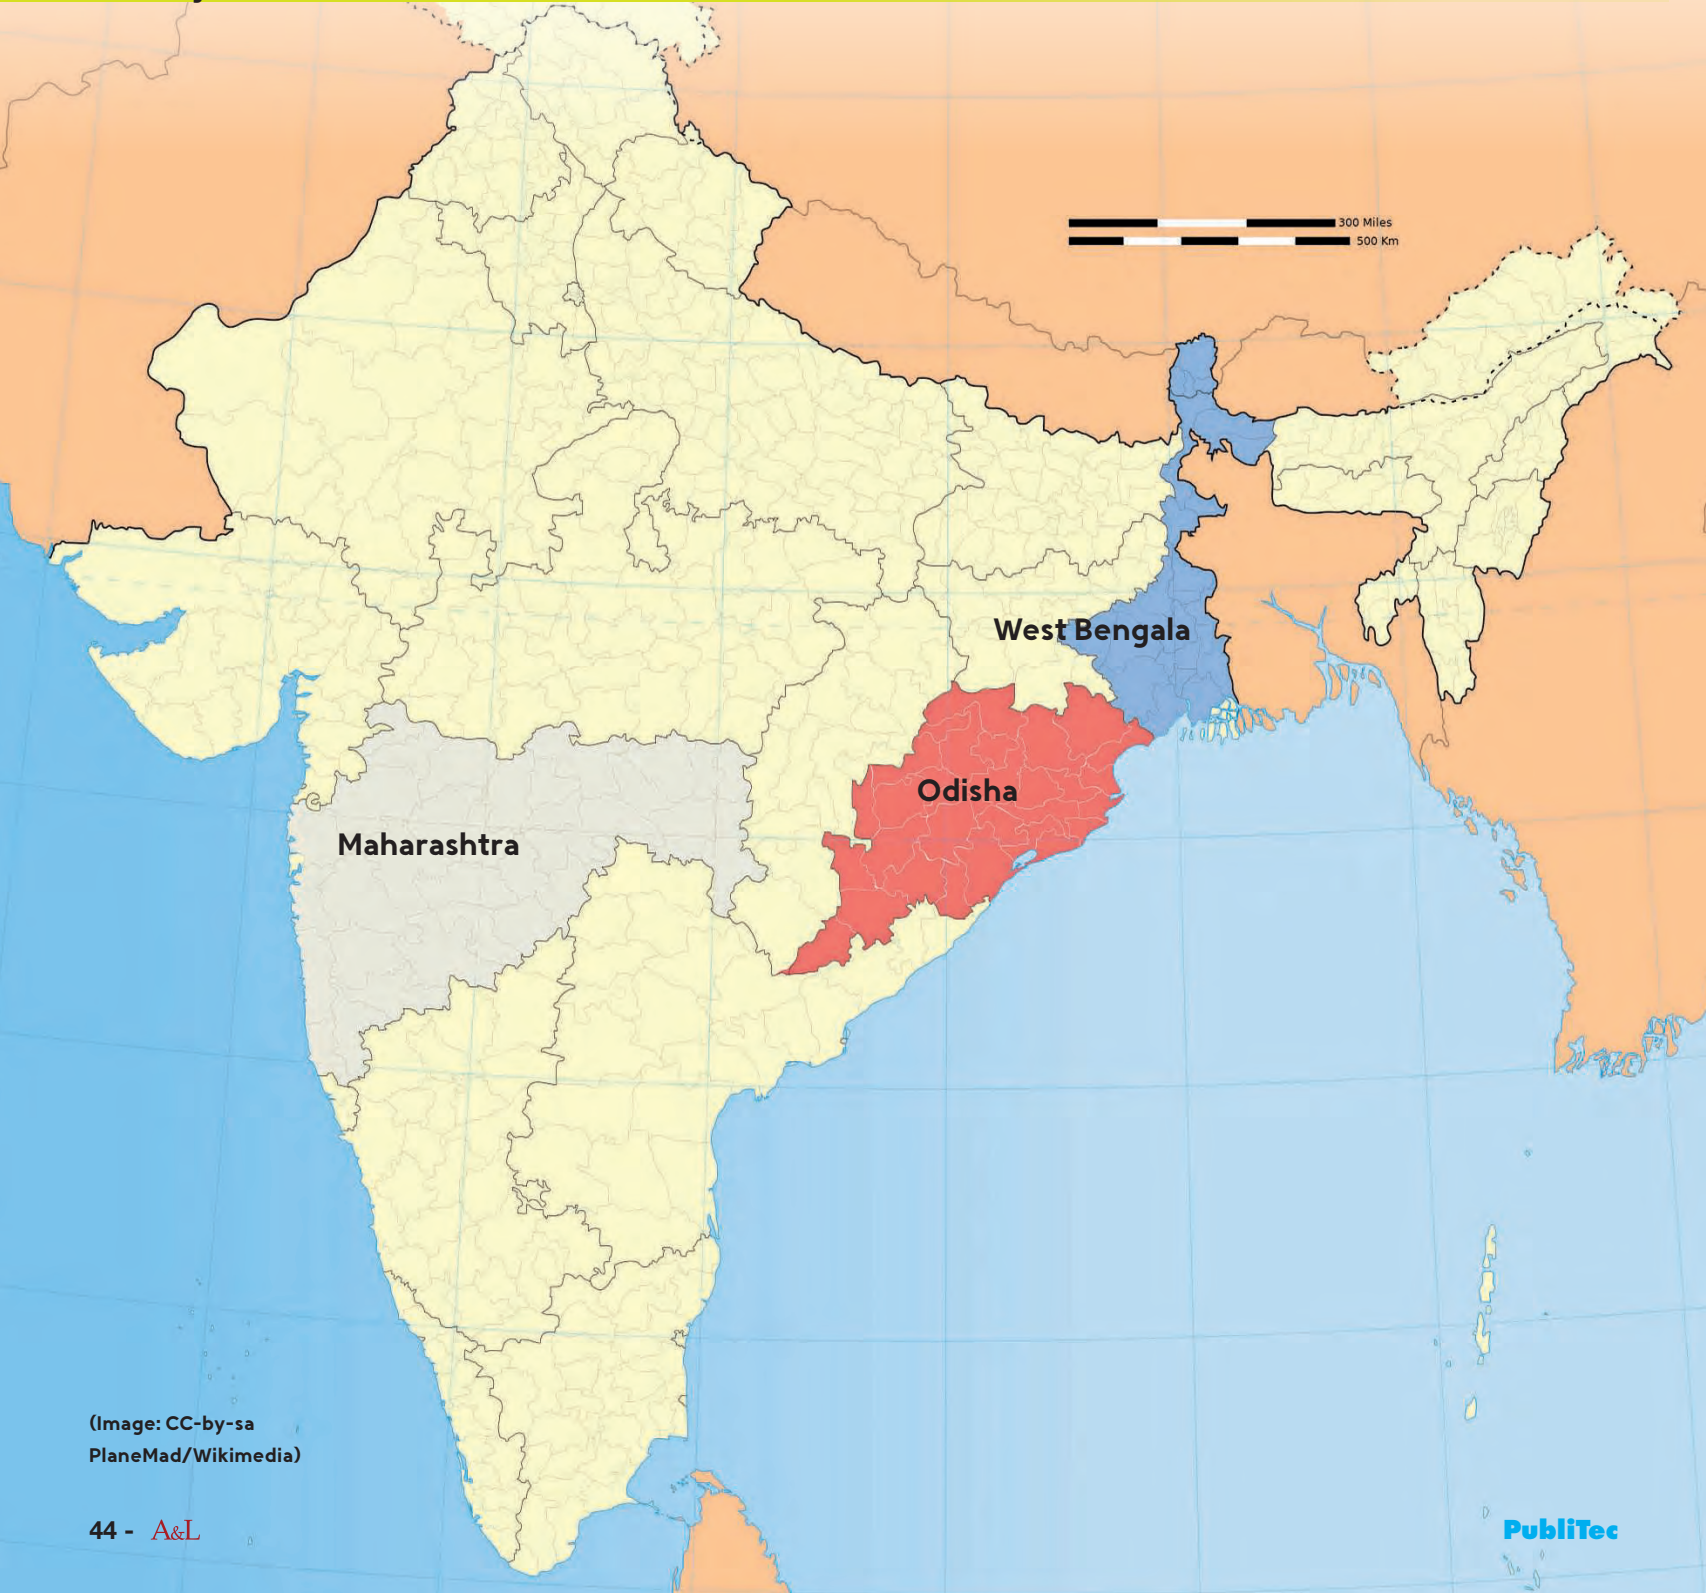 300 Miles
500 Km
West Bengala
Odisha
Maharashtra
(Image: CC-by-sa
PlaneMad/Wikimedia)
44 - A&L
PubliTec